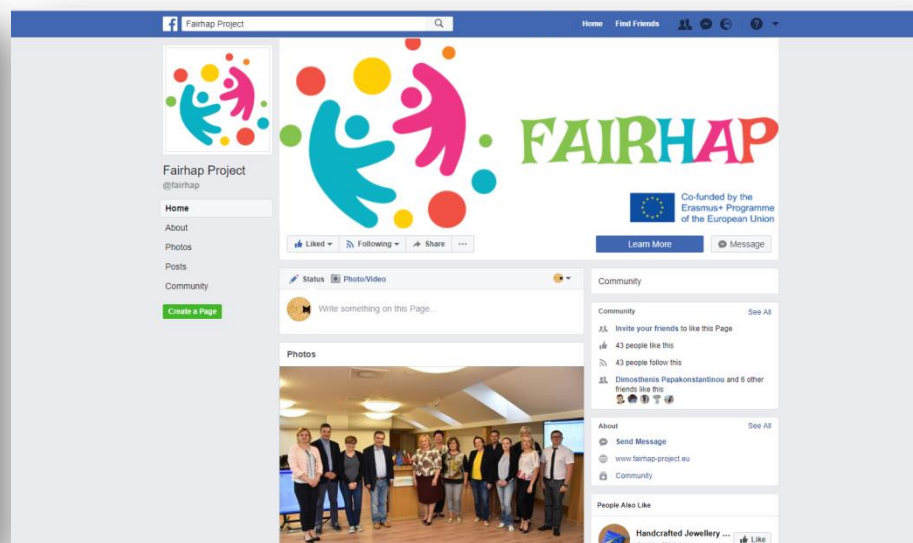 Fairhap Project
Home Find Friends
FAIRHAP
Co-funded by the
Erasmus+ Programme
of the European Union
Fairhap Project
@fairhap
Home
About
Photos
Posts
Community
Create a Page
Liked Following Share ...
Learn More Message
Status Photo/Video
Write something on this Page...
Photos
Community
Community See All
Invite your friends to like this Page
43 people like this
43 people follow this
Dimosthenis Papakonstantinou and 6 other
friends like this
About See All
Send Message
www.fairhap-project.eu
Community
People Also Like
Handcrafted Jewellery ... Like